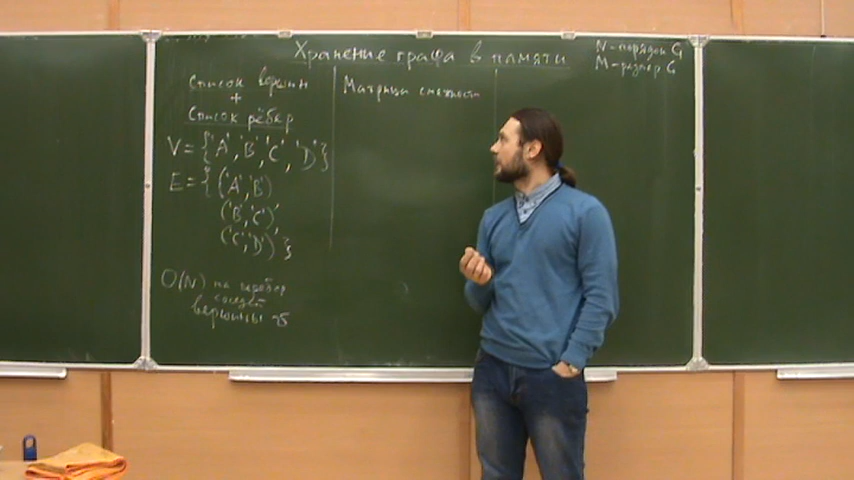 Хранение графа в памяти
N - порядок G
M - размер G
Список вершин
+
Список рёбер
V = {'A', 'B', 'C', 'D'}
E = {('A', 'B')
('B', 'C'),
('C', 'D')}
O(N) на перебор
соседей
вершины
Матрица смежности